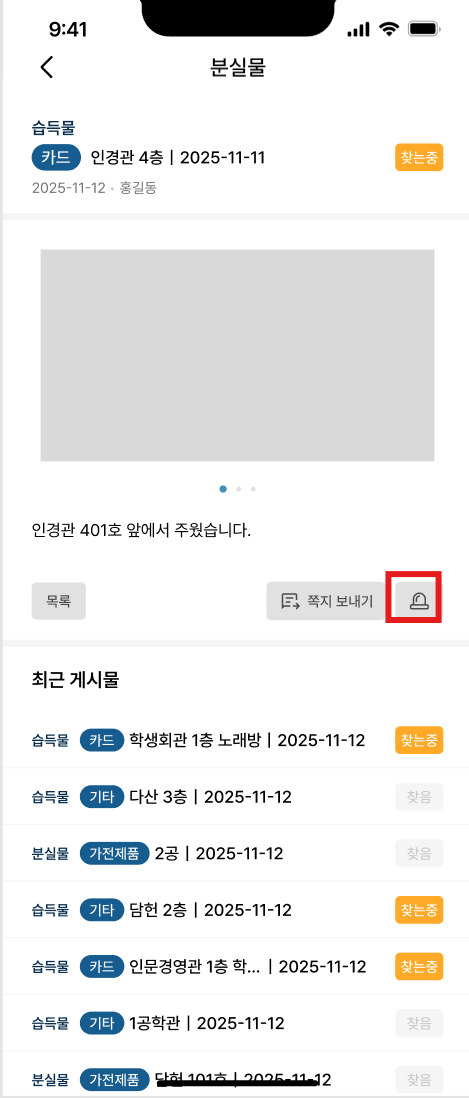 9:41
분실물
습득물
카드 인경관 4층 | 2025-11-11 찾는중
2025-11-12 · 홍길동
인경관 401호 앞에서 주웠습니다.
목록 쪽지 보내기
최근 게시물
습득물 카드 학생회관 1층 노래방 | 2025-11-12 찾는중
습득물 기타 다산 3층 | 2025-11-12 찾음
분실물 가전제품 2공 | 2025-11-12 찾음
습득물 기타 담헌 2층 | 2025-11-12 찾는중
습득물 카드 인문경영관 1층 학... | 2025-11-12 찾는중
습득물 기타 1공학관 | 2025-11-12 찾음
분실물 가전제품 담헌 101호 | 2025-11-12 찾음